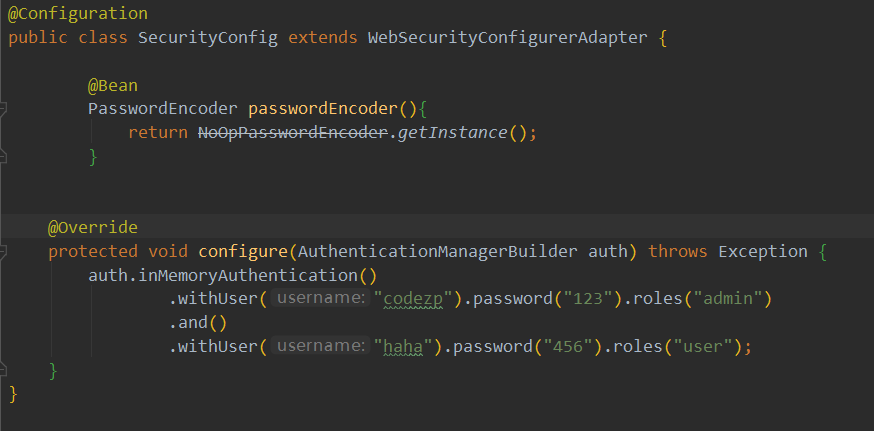 @Configuration
public class SecurityConfig extends WebSecurityConfigurerAdapter {
@Bean
PasswordEncoder passwordEncoder(){
return NoOpPasswordEncoder.getInstance();
}
@Override
protected void configure(AuthenticationManagerBuilder auth) throws Exception {
auth.inMemoryAuthentication()
.withUser( username: "codezp").password("123").roles("admin")
.and()
.withUser( username: "haha").password("456").roles("user");
}
}